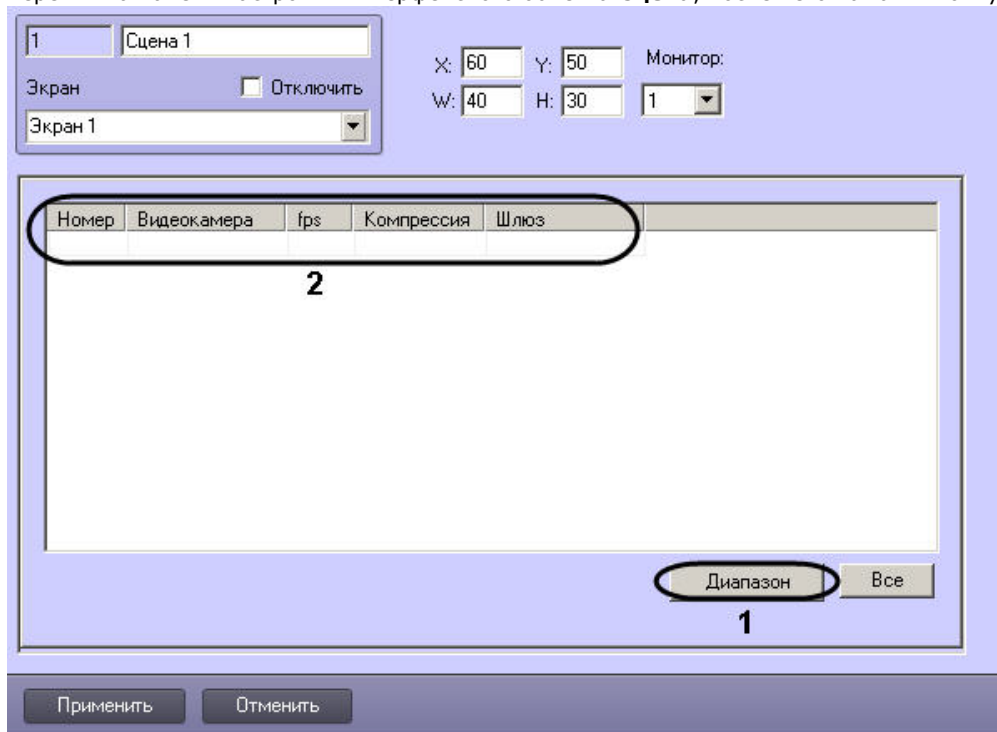 1 Сцена 1
Экран Отключить
Экран 1
X: 60 Y: 50 Монитор:
W: 40 H: 30 1
Номер Видеокамера fps Компрессия Шлюз
2
Диапазон Все
1
Применить Отменить